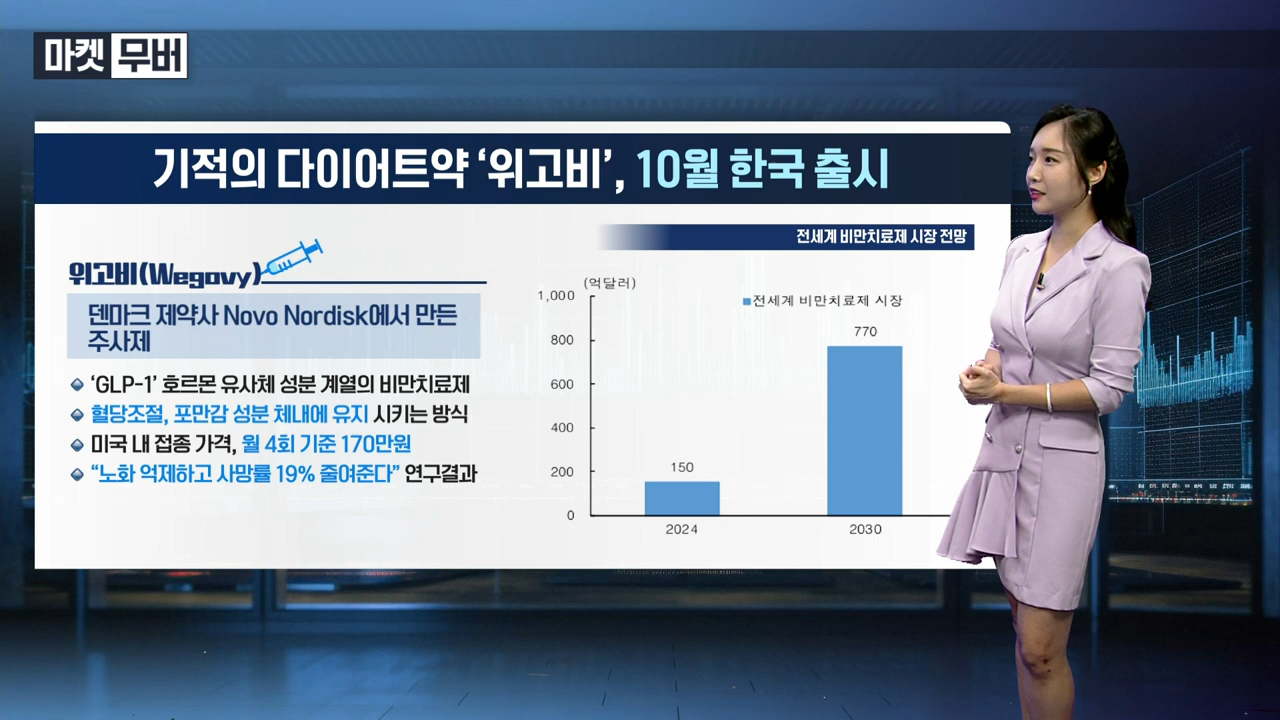 마켓 무버
기적의 다이어트약 ‘위고비’, 10월 한국 출시
위고비(Wegovy)
덴마크 제약사 Novo Nordisk에서 만든
주사제
‘GLP-1’ 호르몬 유사체 성분 계열의 비만치료제
혈당조절, 포만감 성분 체내에 유지 시키는 방식
미국 내 접종 가격, 월 4회 기준 170만원
“노화 억제하고 사망률 19% 줄여준다” 연구결과
전세계 비만치료제 시장 전망
(억달러)
전세계 비만치료제 시장
1,000
800
600
400
200
0
150
770
2024
2030